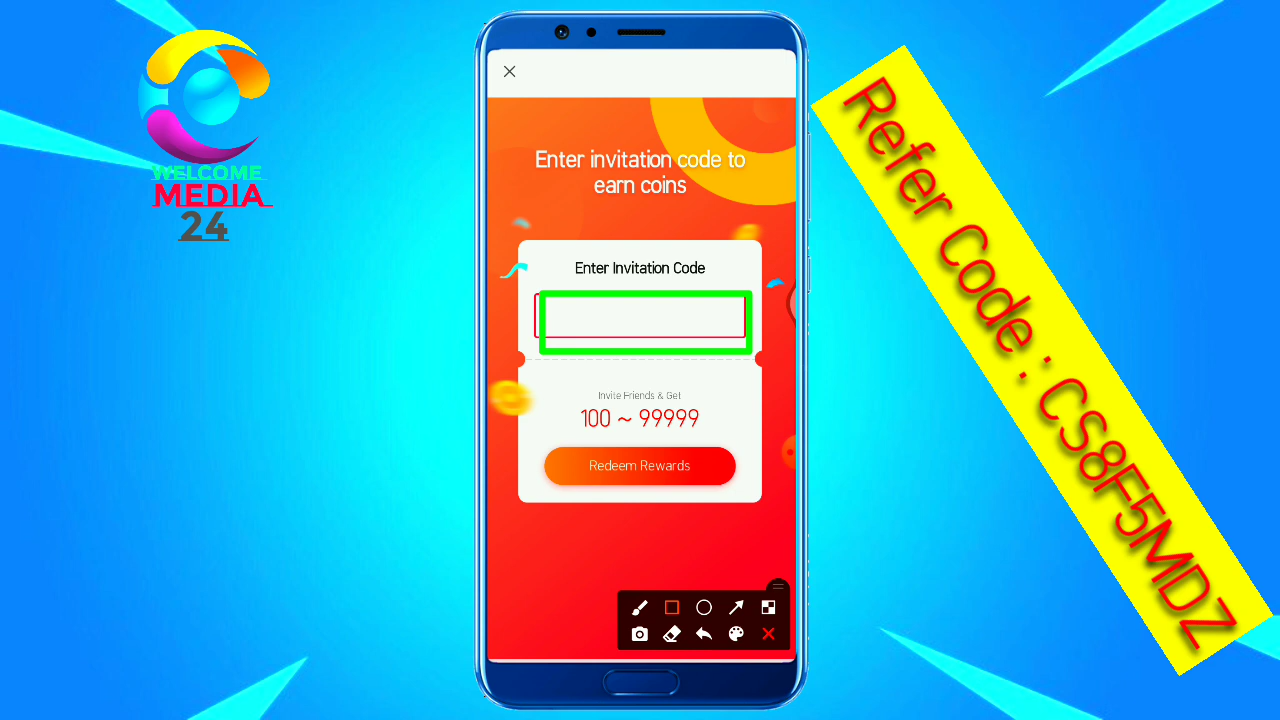 WELCOME
MEDIA
24
Enter invitation code to
earn coins
Enter Invitation Code
Invite Friends & Get
100 ~ 99999
Redeem Rewards
Refer Code : CS8F5MDZ